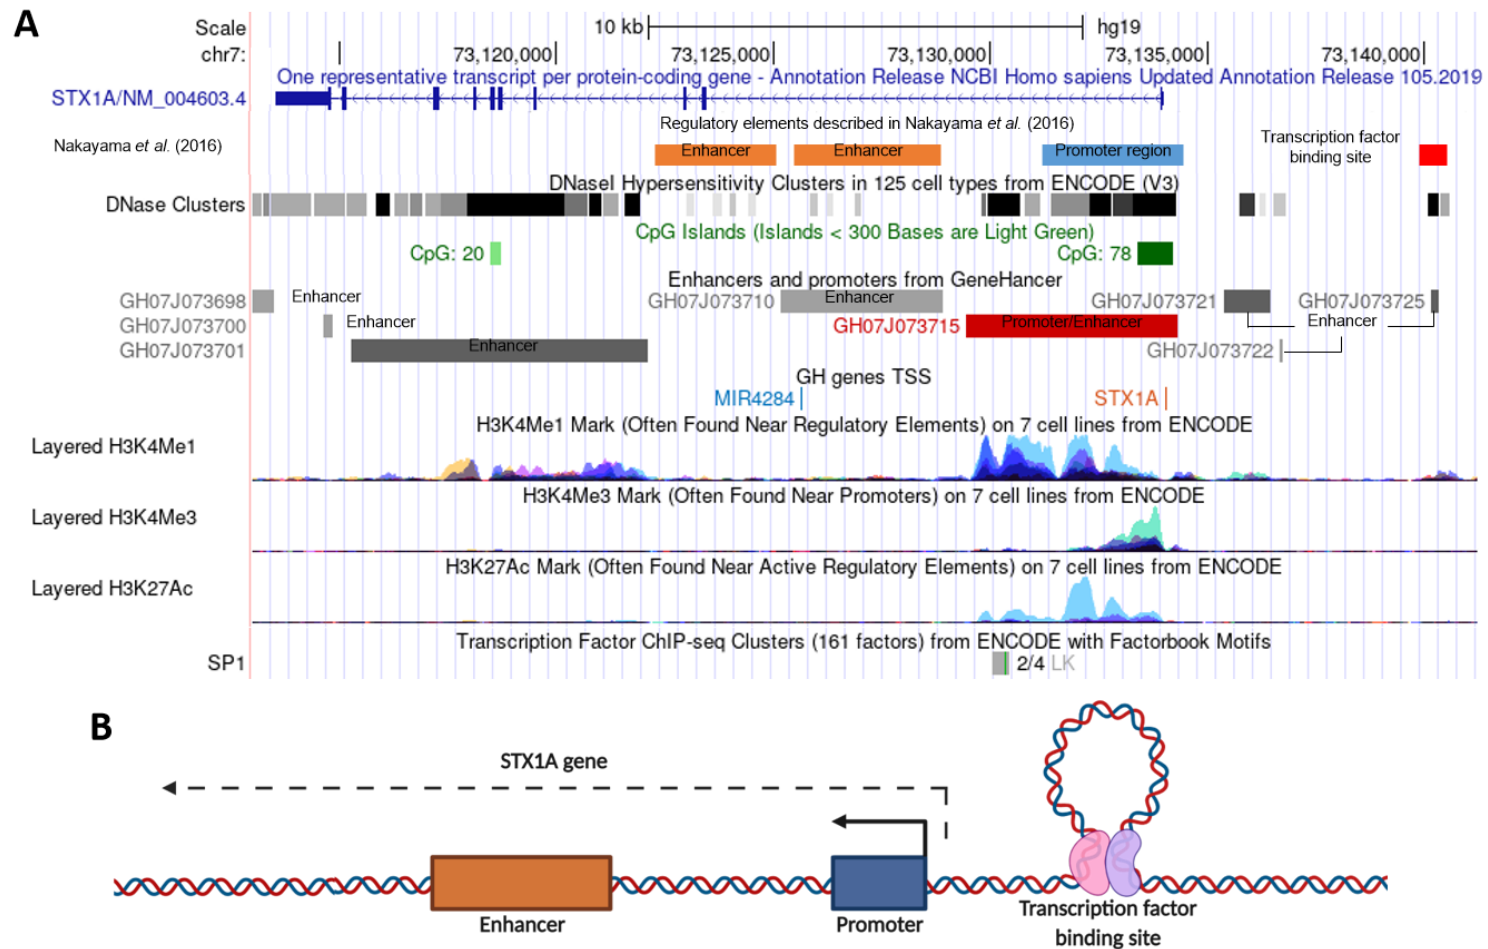 A
Scale 10 kb hg19
chr7: 73,120,000 73,125,000 73,130,000 73,135,000 73,140,000
One representative transcript per protein-coding gene - Annotation Release NCBI Homo sapiens Updated Annotation Release 105.2019
STX1A/NM_004603.4
Regulatory elements described in Nakayama et al. (2016)
Nakayama et al. (2016) Enhancer Enhancer Promoter region Transcription factor
binding site
DNaseI Hypersensitivity Clusters in 125 cell types from ENCODE (V3)
DNase Clusters
CpG Islands (Islands < 300 Bases are Light Green)
CpG: 20 CpG: 78
Enhancers and promoters from GeneHancer
GH07J073698 Enhancer GH07J073710 Enhancer GH07J073721 GH07J073725
GH07J073700 Enhancer GH07J073715 Promoter/Enhancer Enhancer
GH07J073701 Enhancer GH07J073722
GH genes TSS
MIR4284 STX1A
H3K4Me1 Mark (Often Found Near Regulatory Elements) on 7 cell lines from ENCODE
Layered H3K4Me1
H3K4Me3 Mark (Often Found Near Promoters) on 7 cell lines from ENCODE
Layered H3K4Me3
H3K27Ac Mark (Often Found Near Active Regulatory Elements) on 7 cell lines from ENCODE
Layered H3K27Ac
Transcription Factor ChIP-seq Clusters (161 factors) from ENCODE with Factorbook Motifs
SP1 2/4 LK
B
STX1A gene
Enhancer Promoter Transcription factor
binding site